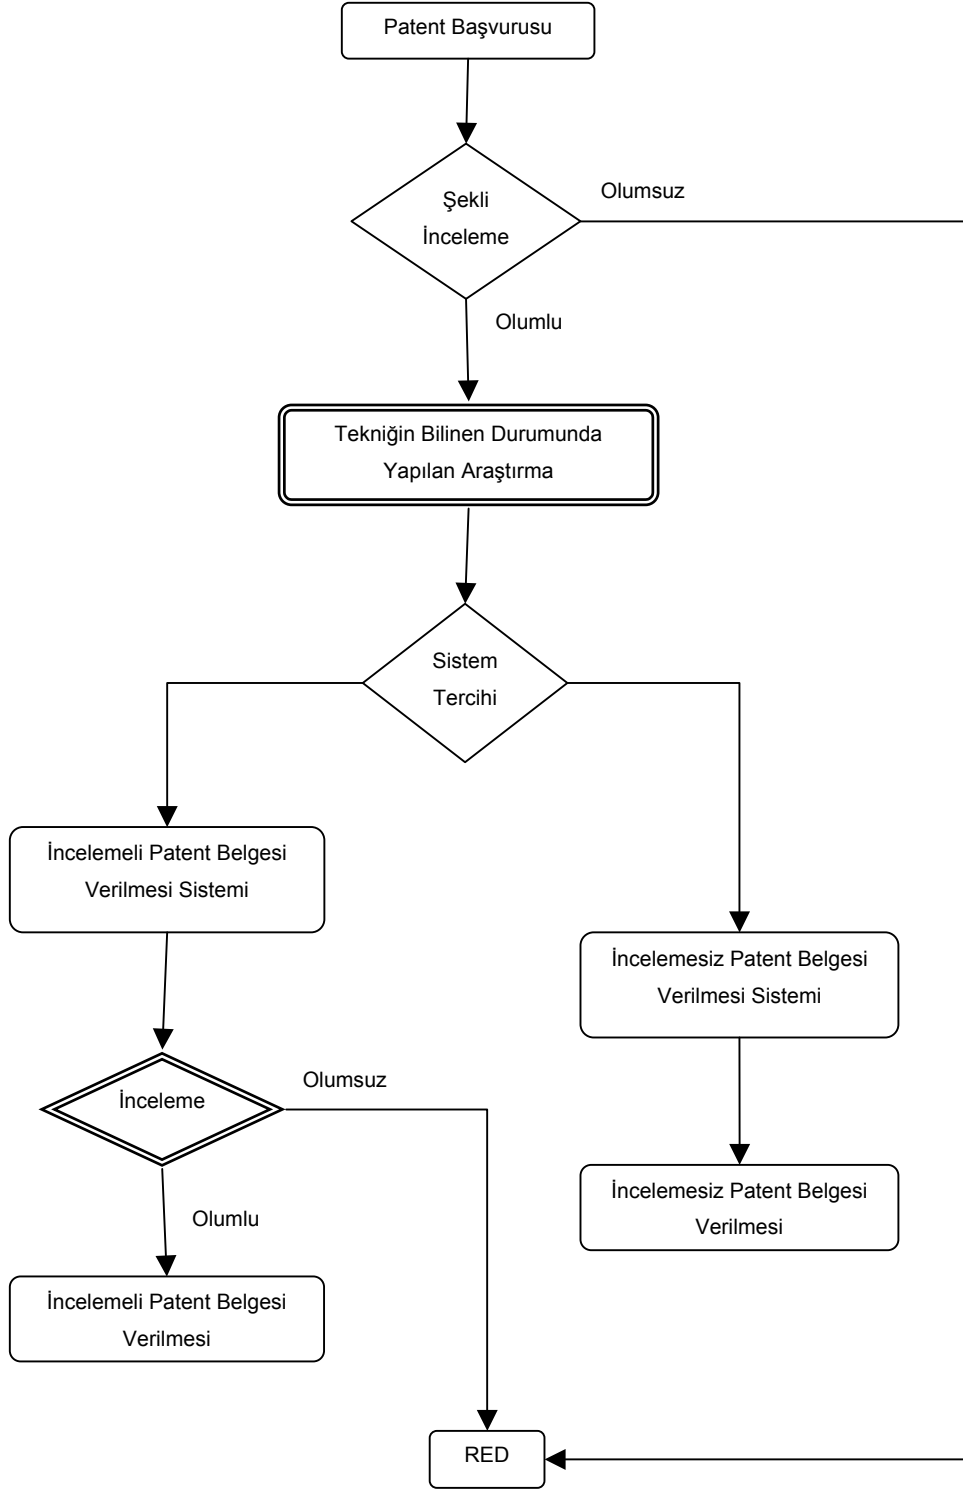 Patent Başvurusu
Şekli
İnceleme
Olumsuz
Olumlu
Tekniğin Bilinen Durumunda
Yapılan Araştırma
Sistem
Tercihi
İncelemeli Patent Belgesi
Verilmesi Sistemi
İncelemesiz Patent Belgesi
Verilmesi Sistemi
İnceleme
Olumsuz
Olumlu
İncelemesiz Patent Belgesi
Verilmesi
İncelemeli Patent Belgesi
Verilmesi
RED